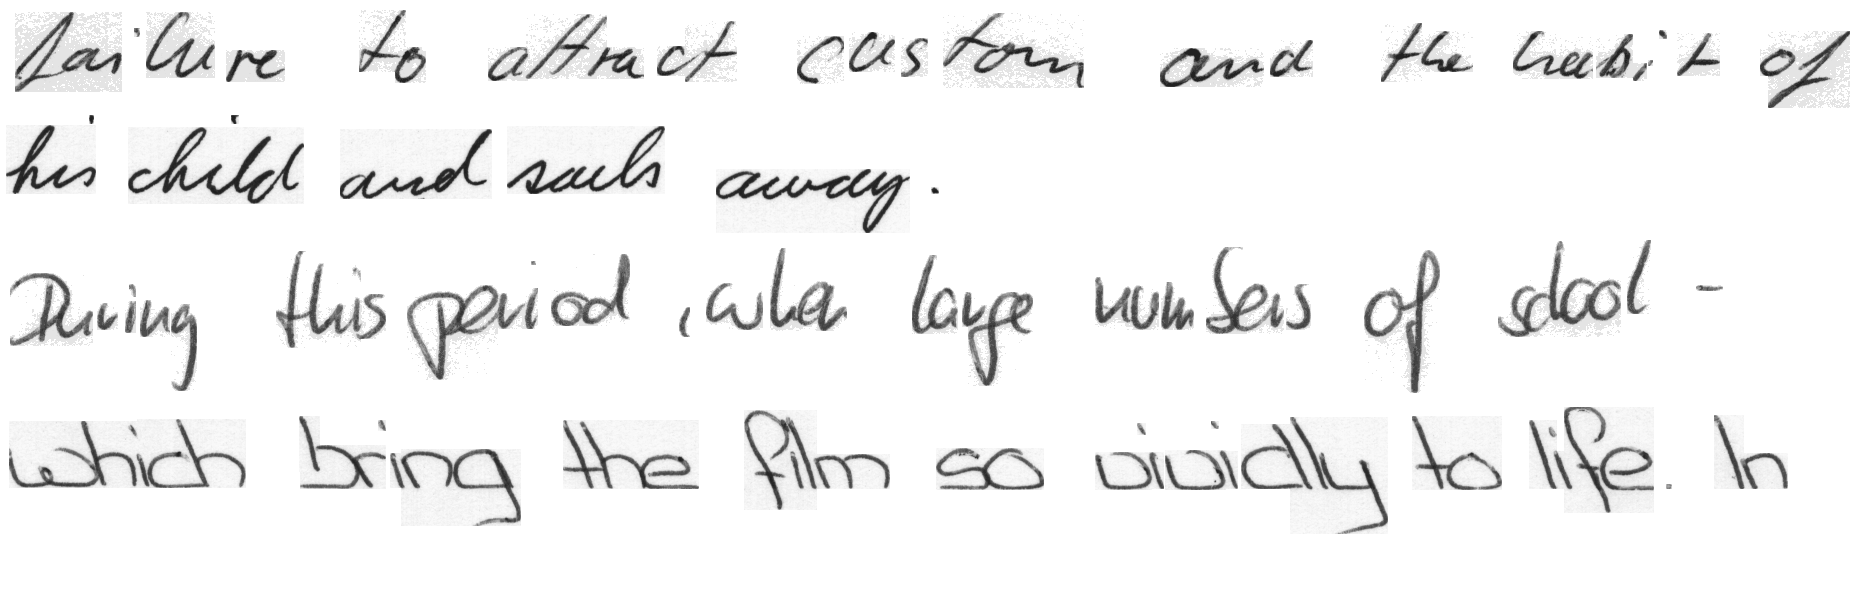 failure to attract custom and the habit of
his child and sails away.
During this period, when large numbers of school -
which bring the film so vividly to life. In